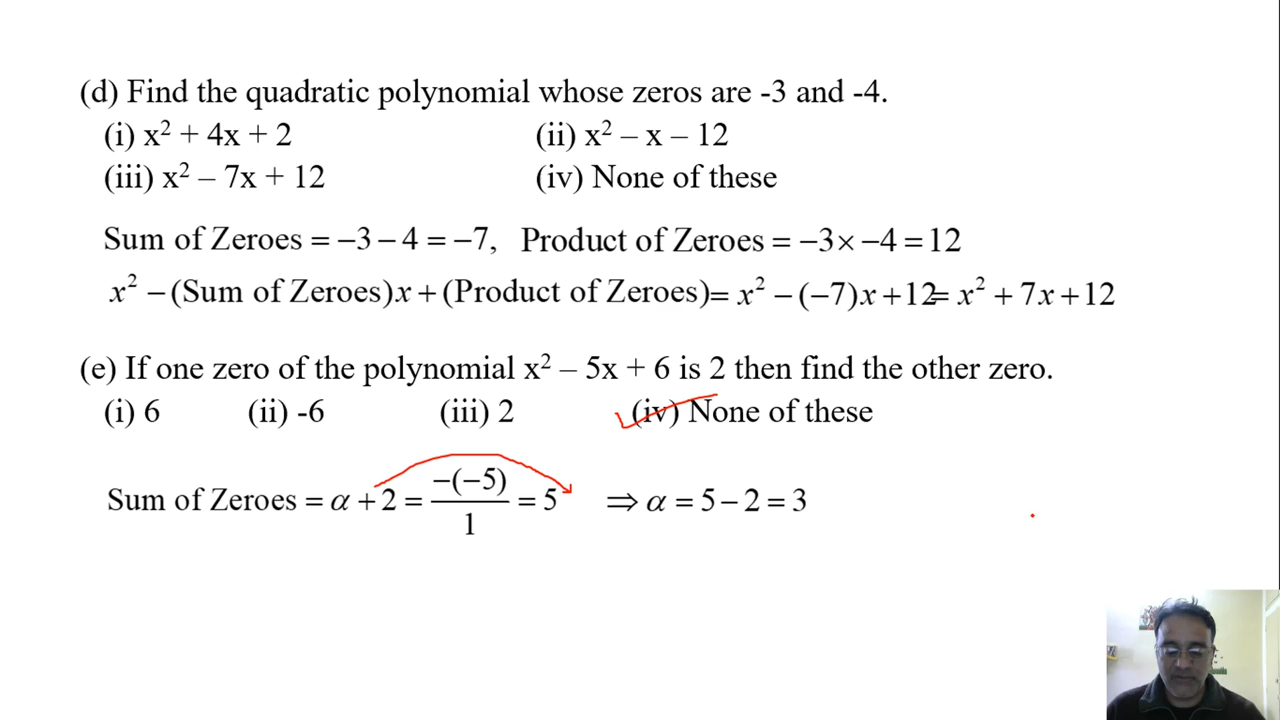 (d) Find the quadratic polynomial whose zeros are -3 and -4.
(i) x² + 4x + 2 (ii) x² – x – 12
(iii) x² – 7x + 12 (iv) None of these
Sum of Zeroes = −3 − 4 = −7, Product of Zeroes = −3 × −4 = 12
x² − (Sum of Zeroes)x + (Product of Zeroes) = x² − (−7)x + 12 = x² + 7x + 12
(e) If one zero of the polynomial x² – 5x + 6 is 2 then find the other zero.
(i) 6 (ii) -6 (iii) 2 (iv) None of these
Sum of Zeroes = α + 2 = −(−5)/1 = 5 ⇒ α = 5 − 2 = 3